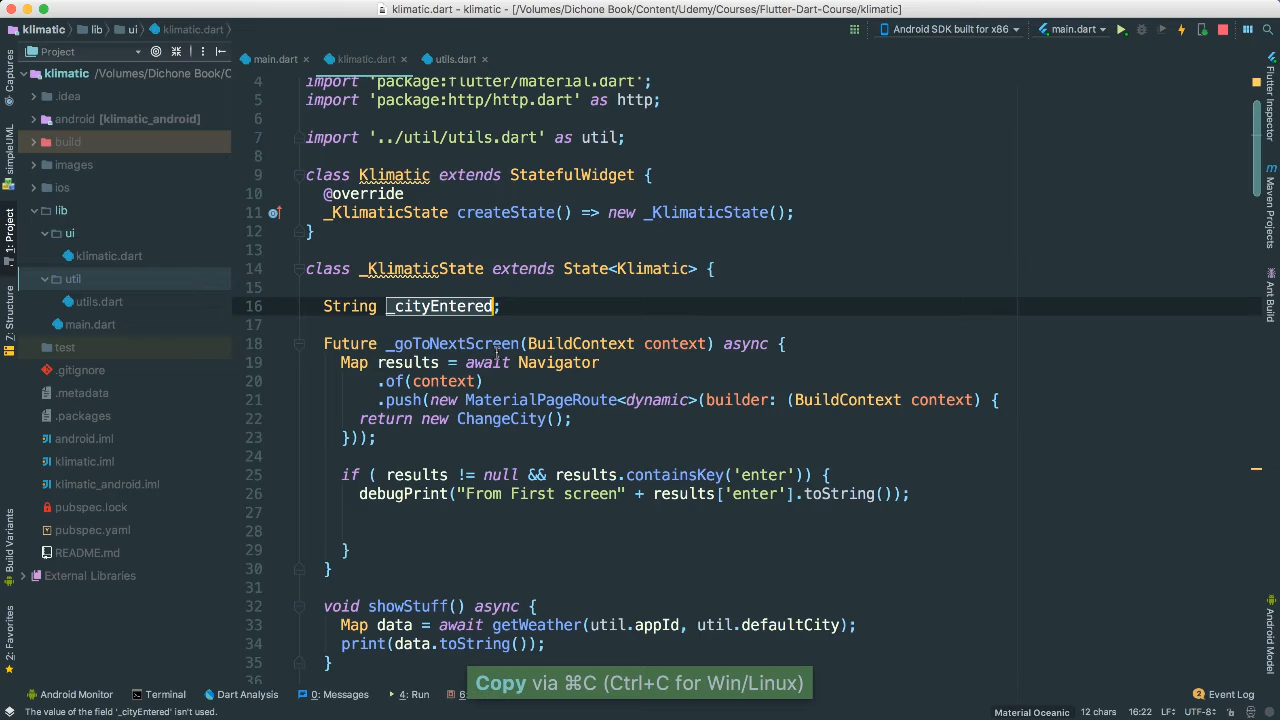 klimatic.dart - klimatic - [/Volumes/Dichone Book/Content/Udemy/Courses/Flutter-Dart-Course/klimatic]
klimatic
lib
ui
klimatic.dart
Android SDK built for x86
main.dart
Project
main.dart
klimatic.dart
utils.dart
klimatic /Volumes/Dichone Book/C
.idea
android [klimatic_android]
build
images
ios
lib
ui
klimatic.dart
util
utils.dart
main.dart
test
.gitignore
.metadata
.packages
android.iml
klimatic.iml
klimatic_android.iml
pubspec.lock
pubspec.yaml
README.md
External Libraries
Captures
simpleUML
1: Project
Z: Structure
Build Variants
2: Favorites
4 import 'package:flutter/material.dart';
5 import 'package:http/http.dart' as http;
6
7 import '../util/utils.dart' as util;
8
9 class Klimatic extends StatefulWidget {
10 @override
11 _KlimaticState createState() => new _KlimaticState();
12 }
13
14 class _KlimaticState extends State<Klimatic> {
15
16 String _cityEntered;
17
18 Future _goToNextScreen(BuildContext context) async {
19 Map results = await Navigator
20 .of(context)
21 .push(new MaterialPageRoute<dynamic>(builder: (BuildContext context) {
22 return new ChangeCity();
23 }));
24
25 if ( results != null && results.containsKey('enter')) {
26 debugPrint("From First screen" + results['enter'].toString());
27
28
29 }
30 }
31
32 void showStuff() async {
33 Map data = await getWeather(util.appId, util.defaultCity);
34 print(data.toString());
35 }
36
Copy via ⌘C (Ctrl+C for Win/Linux)
Flutter Inspector
Maven Projects
Ant Build
Android Model
Android Monitor
Terminal
Dart Analysis
0: Messages
4: Run
6:
2 Event Log
The value of the field '_cityEntered' isn't used.
Material Oceanic
12 chars
16:22
LF÷
UTF-8÷